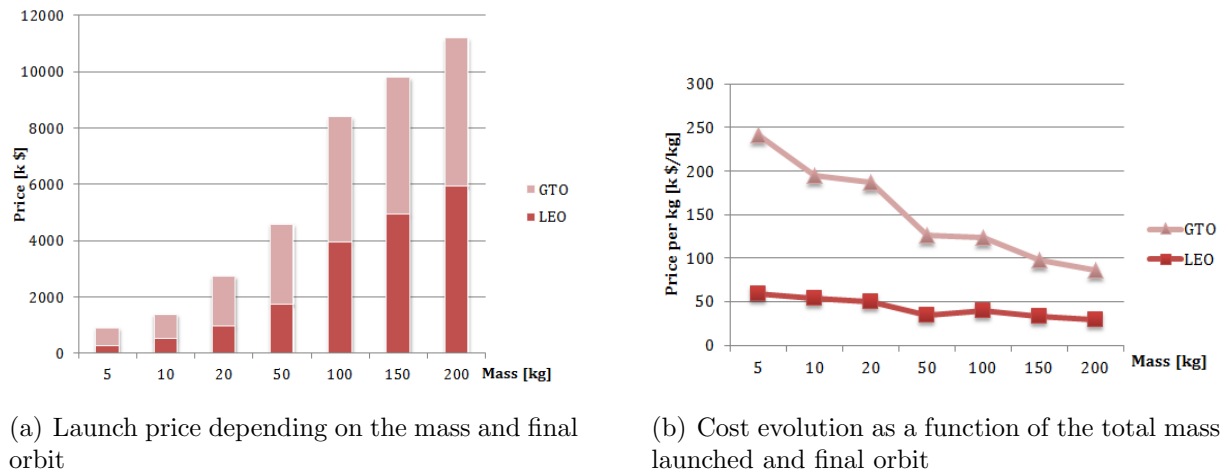 12000
10000
8000
6000
4000
2000
0
Price [k $]
5 10 20 50 100 150 200 Mass [kg]
GTO
LEO
(a) Launch price depending on the mass and final
orbit
300
250
200
150
100
50
0
Price per kg [k $/kg]
5 10 20 50 100 150 200 Mass [kg]
GTO
LEO
(b) Cost evolution as a function of the total mass
launched and final orbit